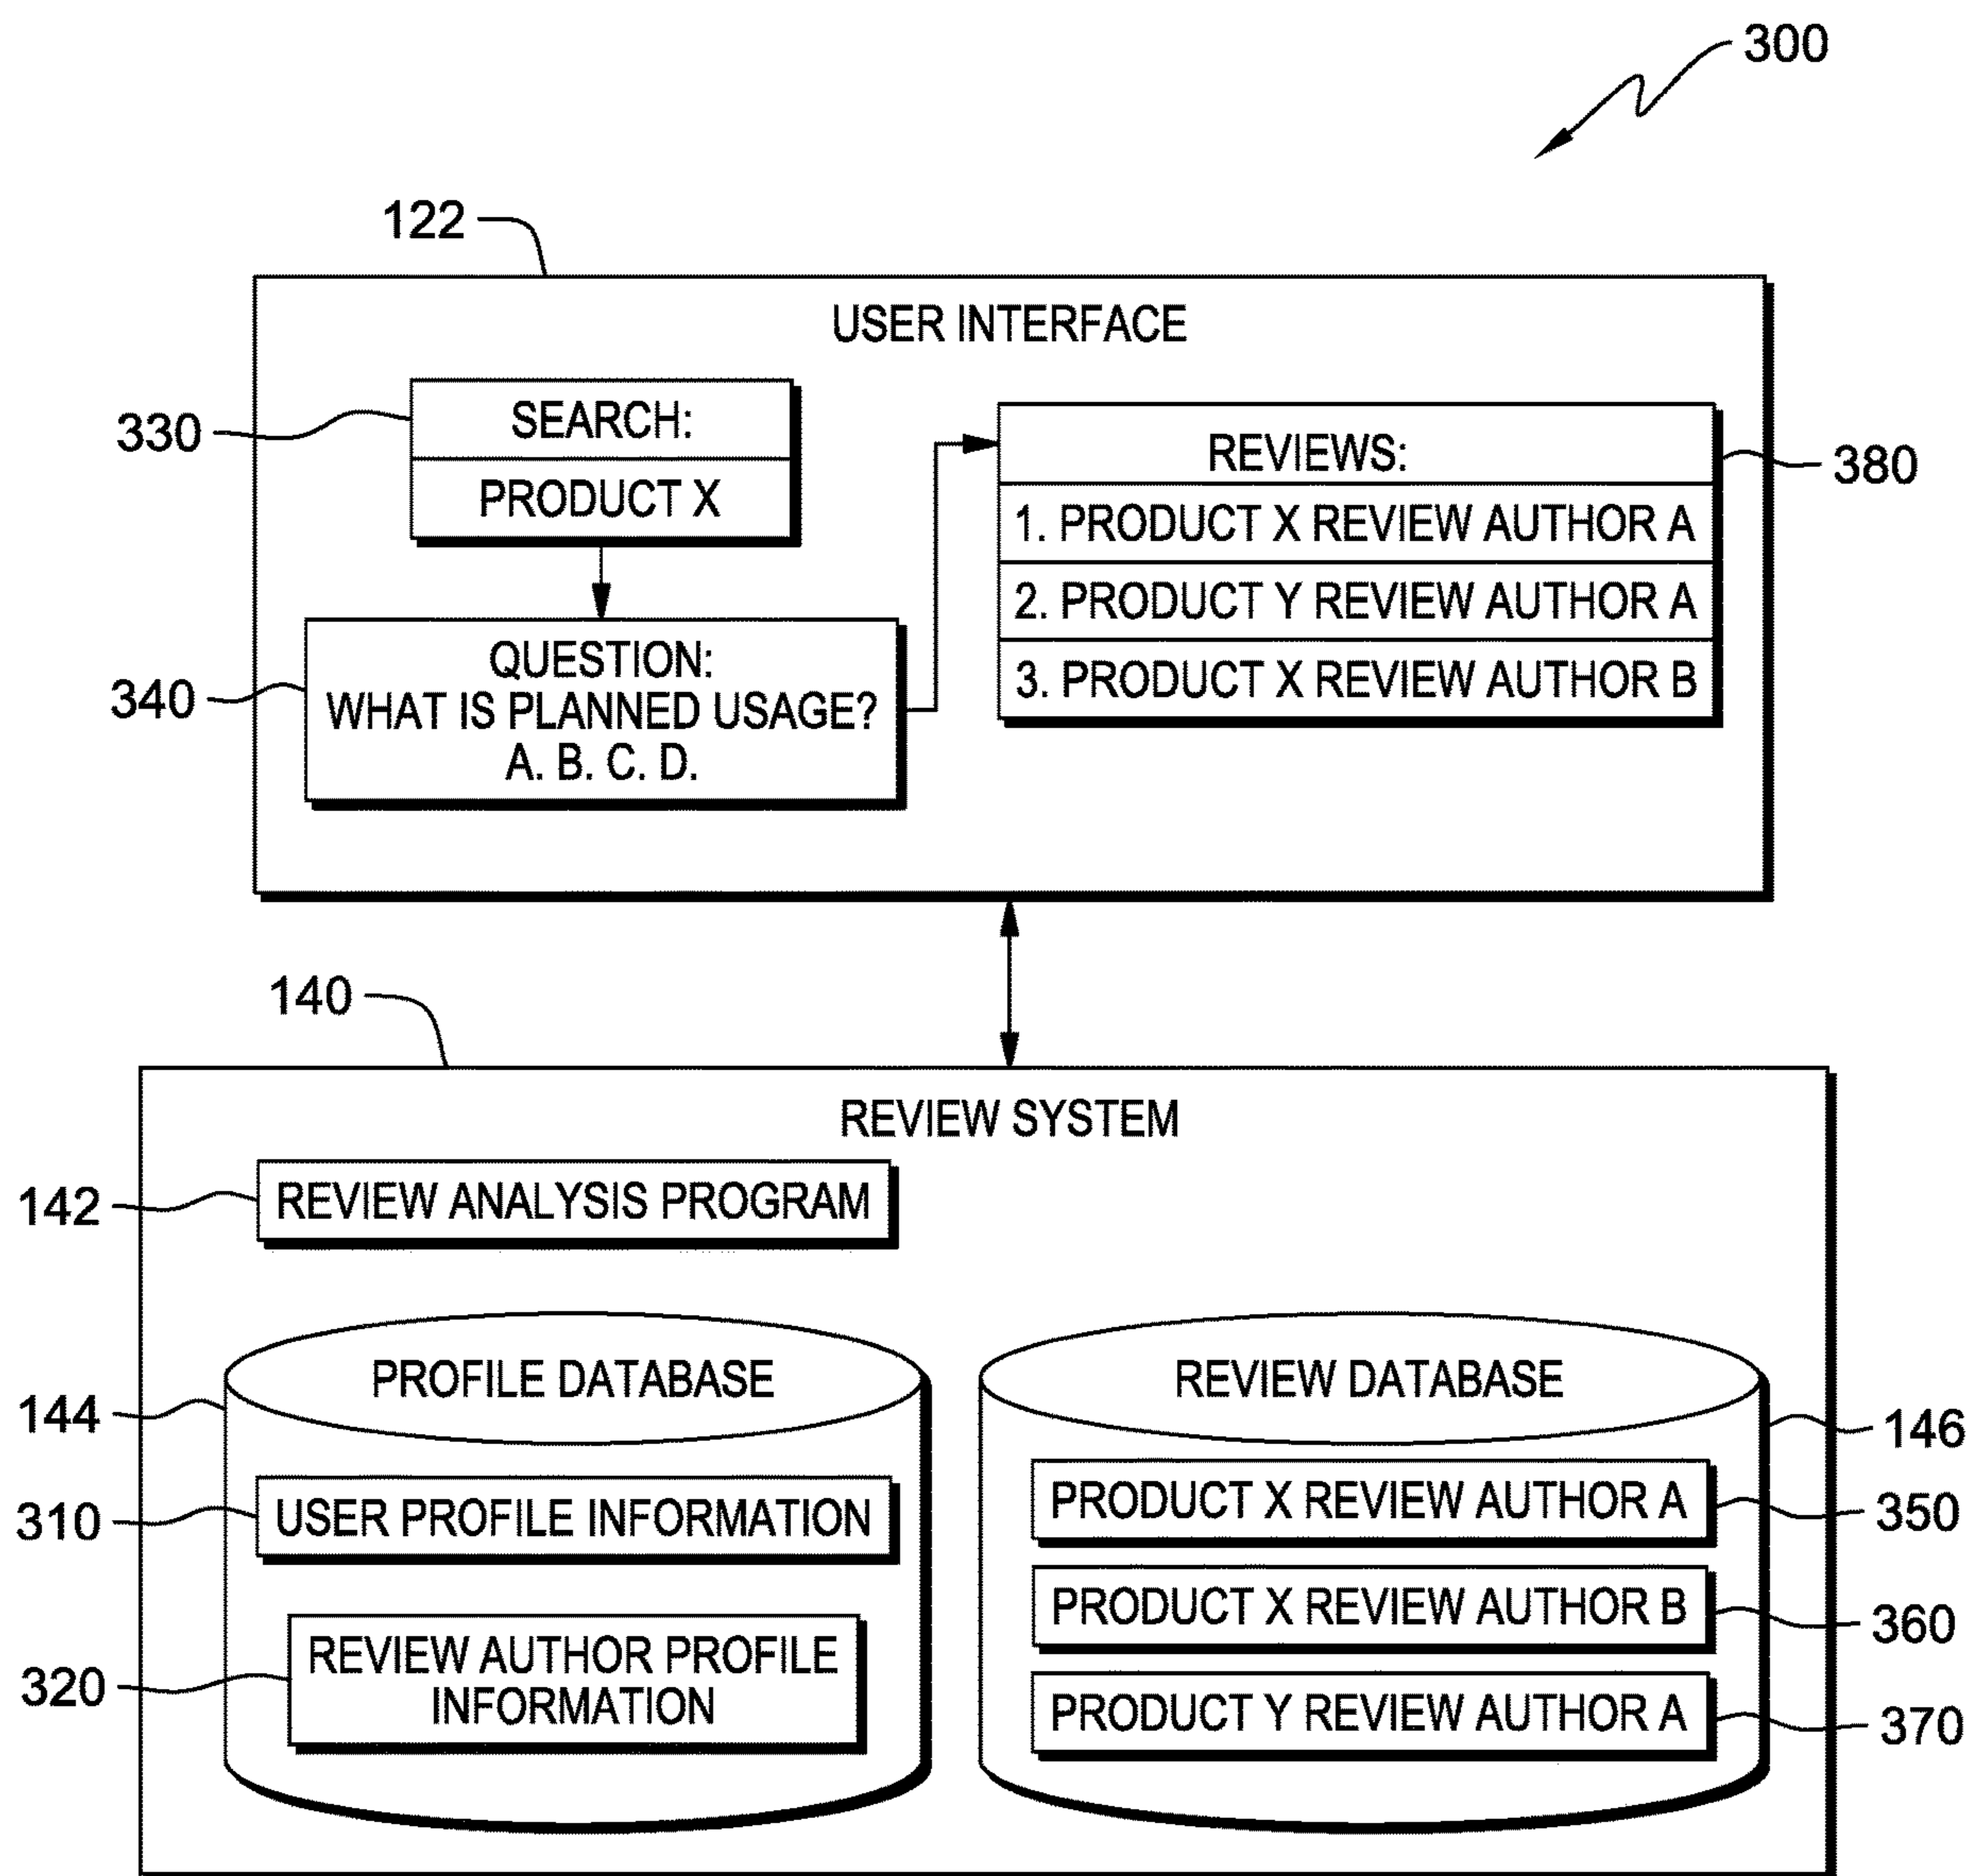 300
122
USER INTERFACE
330
SEARCH:
PRODUCT X
340
QUESTION:
WHAT IS PLANNED USAGE?
A. B. C. D.
REVIEWS:
380
1. PRODUCT X REVIEW AUTHOR A
2. PRODUCT Y REVIEW AUTHOR A
3. PRODUCT X REVIEW AUTHOR B
140
REVIEW SYSTEM
142
REVIEW ANALYSIS PROGRAM
PROFILE DATABASE
144
310
USER PROFILE INFORMATION
320
REVIEW AUTHOR PROFILE
INFORMATION
REVIEW DATABASE
146
PRODUCT X REVIEW AUTHOR A
350
PRODUCT X REVIEW AUTHOR B
360
PRODUCT Y REVIEW AUTHOR A
370